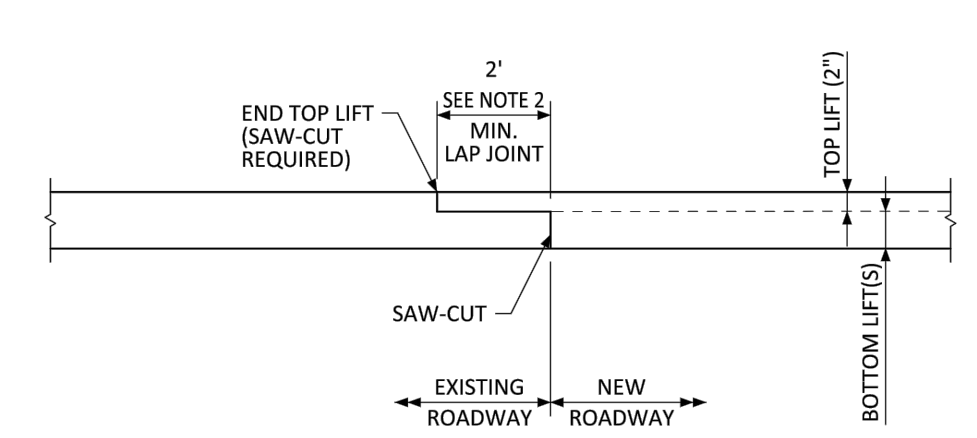 2'
SEE NOTE 2
MIN.
LAP JOINT
END TOP LIFT
(SAW-CUT
REQUIRED)
TOP LIFT (2")
SAW-CUT
BOTTOM LIFT(S)
EXISTING
ROADWAY
NEW
ROADWAY